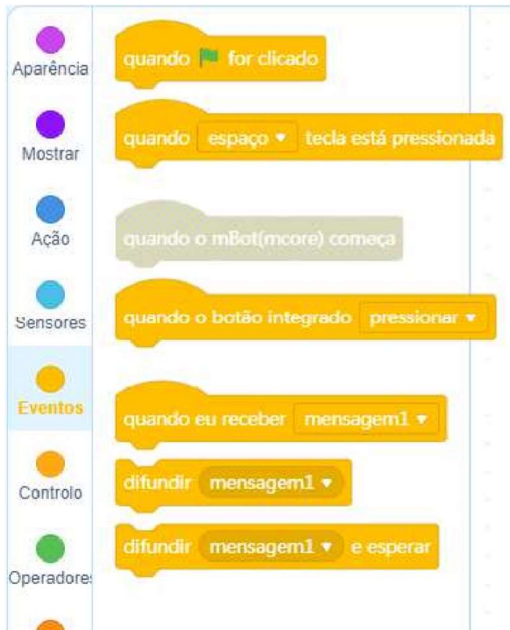 Aparência
Mostrar
Ação
Sensores
Eventos
Controlo
Operadore
quando for clicado
quando espaço tecla está pressionada
quando o mBot(mcore) começa
quando o botão integrado pressionar
quando eu receber mensagem1
difundir mensagem1
difundir mensagem1 e esperar